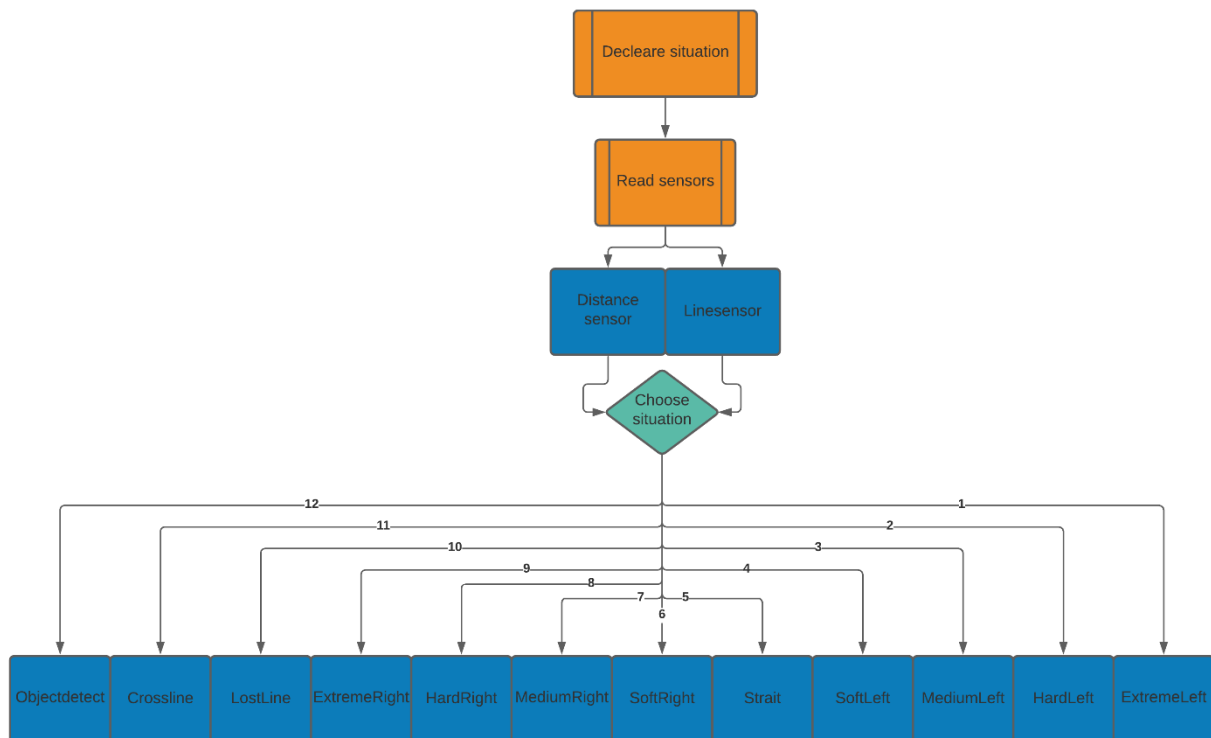 Decleare situation
Read sensors
Distance
sensor
Linesensor
Choose
situation
12
1
11
2
10
3
9
4
8
7
5
6
Objectdetect
Crossline
LostLine
ExtremeRight
HardRight
MediumRight
SoftRight
Strait
SoftLeft
MediumLeft
HardLeft
ExtremeLeft